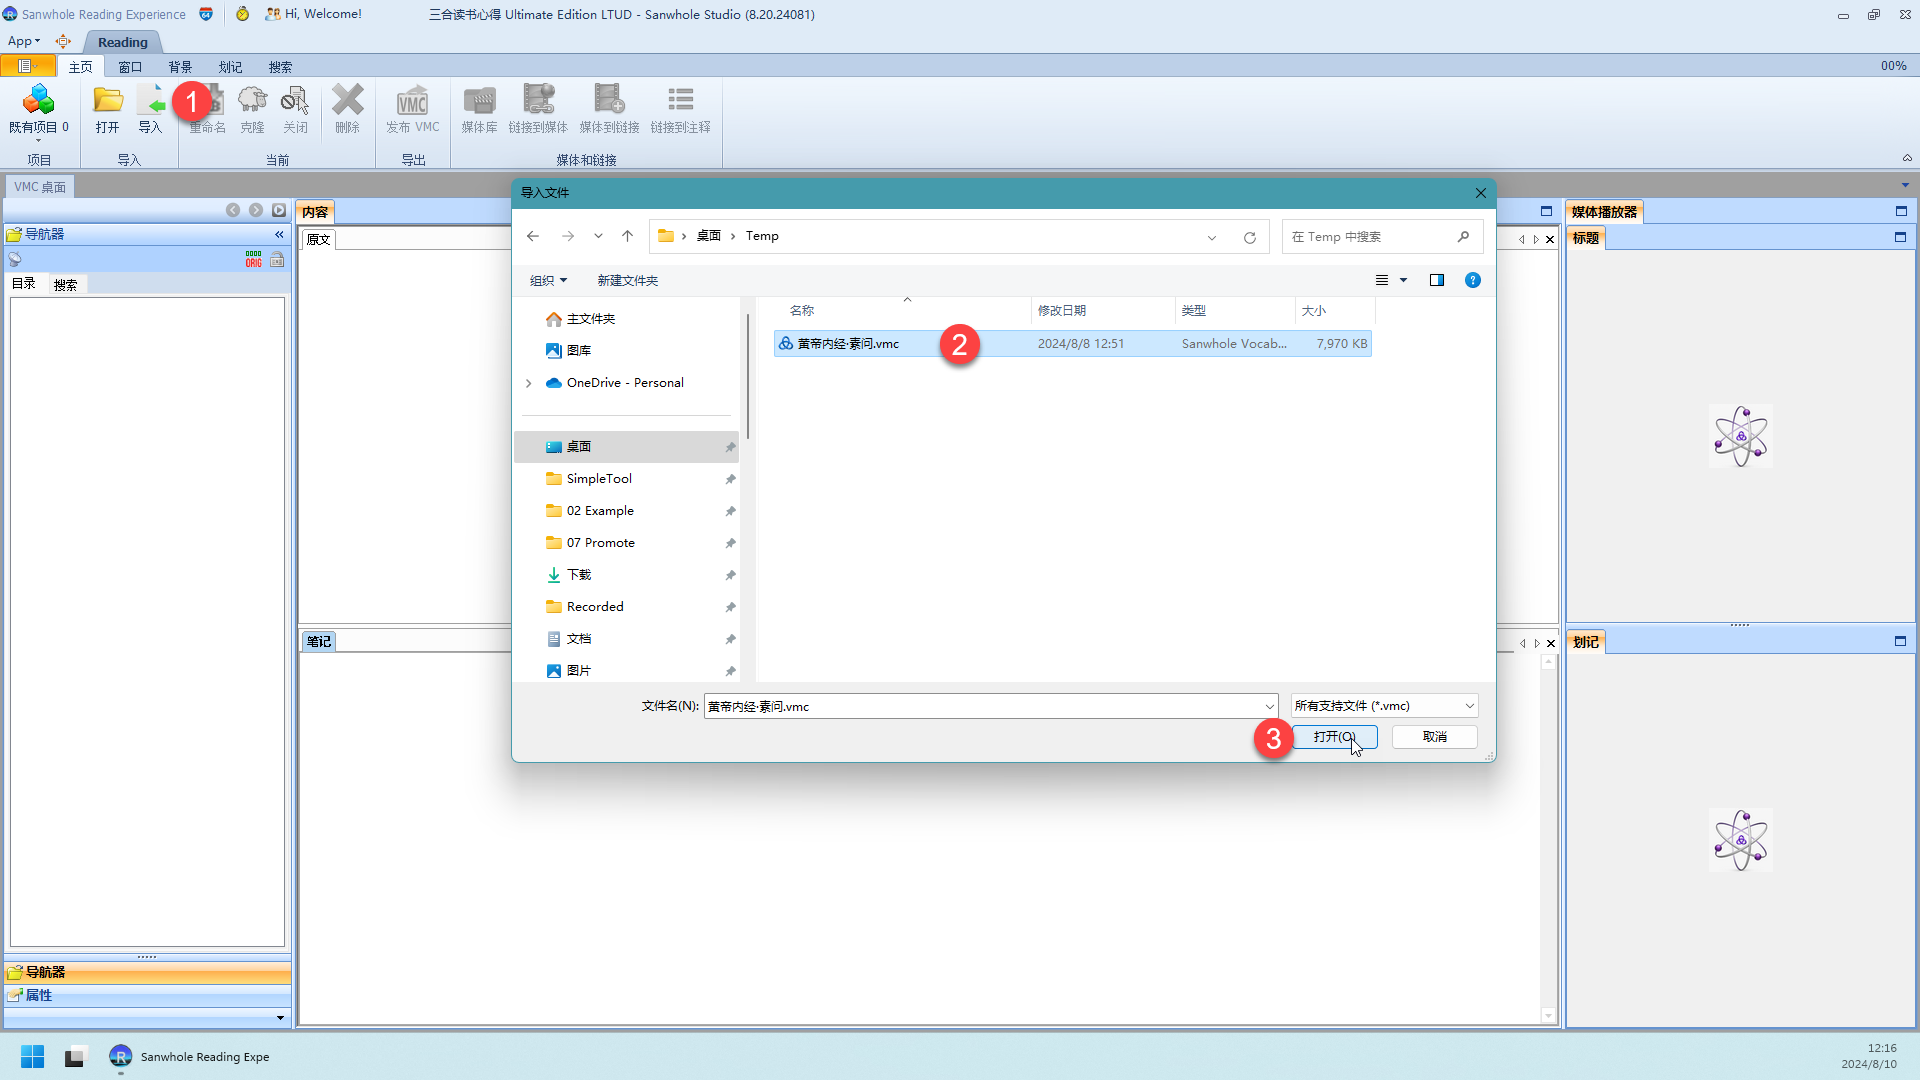 Sanwhole Reading Experience
64
Hi, Welcome!
三合读书心得 Ultimate Edition LTUD - Sanwhole Studio (8.20.24081)
App
Reading
主页
窗口
背景
划记
搜索
00%
既有项目 0
打开
导入
1
重命名
克隆
关闭
删除
VMC
发布 VMC
媒体库
链接到媒体
媒体到链接
链接到注释
项目
导入
当前
导出
媒体和链接
VMC 桌面
导航器
ORIG
目录
搜索
内容
原文
笔记
导入文件
桌面
Temp
在 Temp 中搜索
组织
新建文件夹
主文件夹
图库
OneDrive - Personal
桌面
SimpleTool
02 Example
07 Promote
下载
Recorded
文档
图片
名称
修改日期
类型
大小
黄帝内经·素问.vmc
2
2024/8/8 12:51
Sanwhole Vocab...
7,970 KB
文件名(N):
黄帝内经·素问.vmc
所有支持文件 (*.vmc)
3
打开(O)
取消
媒体播放器
标题
划记
导航器
属性
Sanwhole Reading Expe
12:16
2024/8/10